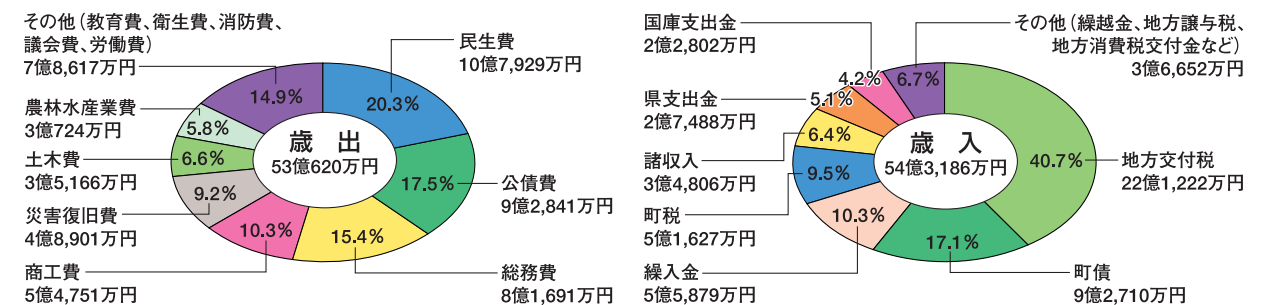 その他（教育費、衛生費、消防費、
議会費、労働費）
7億8,617万円
14.9%
民生費
10億7,929万円
20.3%
農林水産業費
3億724万円
5.8%
歳 出
53億620万円
土木費
3億5,166万円
6.6%
公債費
9億2,841万円
17.5%
災害復旧費
4億8,901万円
9.2%
商工費
5億4,751万円
10.3%
総務費
8億1,691万円
15.4%
国庫支出金
2億2,802万円
4.2%
その他（繰越金、地方譲与税、
地方消費税交付金など）
3億6,652万円
6.7%
県支出金
2億7,488万円
5.1%
諸収入
3億4,806万円
6.4%
歳 入
54億3,186万円
地方交付税
22億1,222万円
40.7%
町税
5億1,627万円
9.5%
繰入金
5億5,879万円
10.3%
町債
9億2,710万円
17.1%